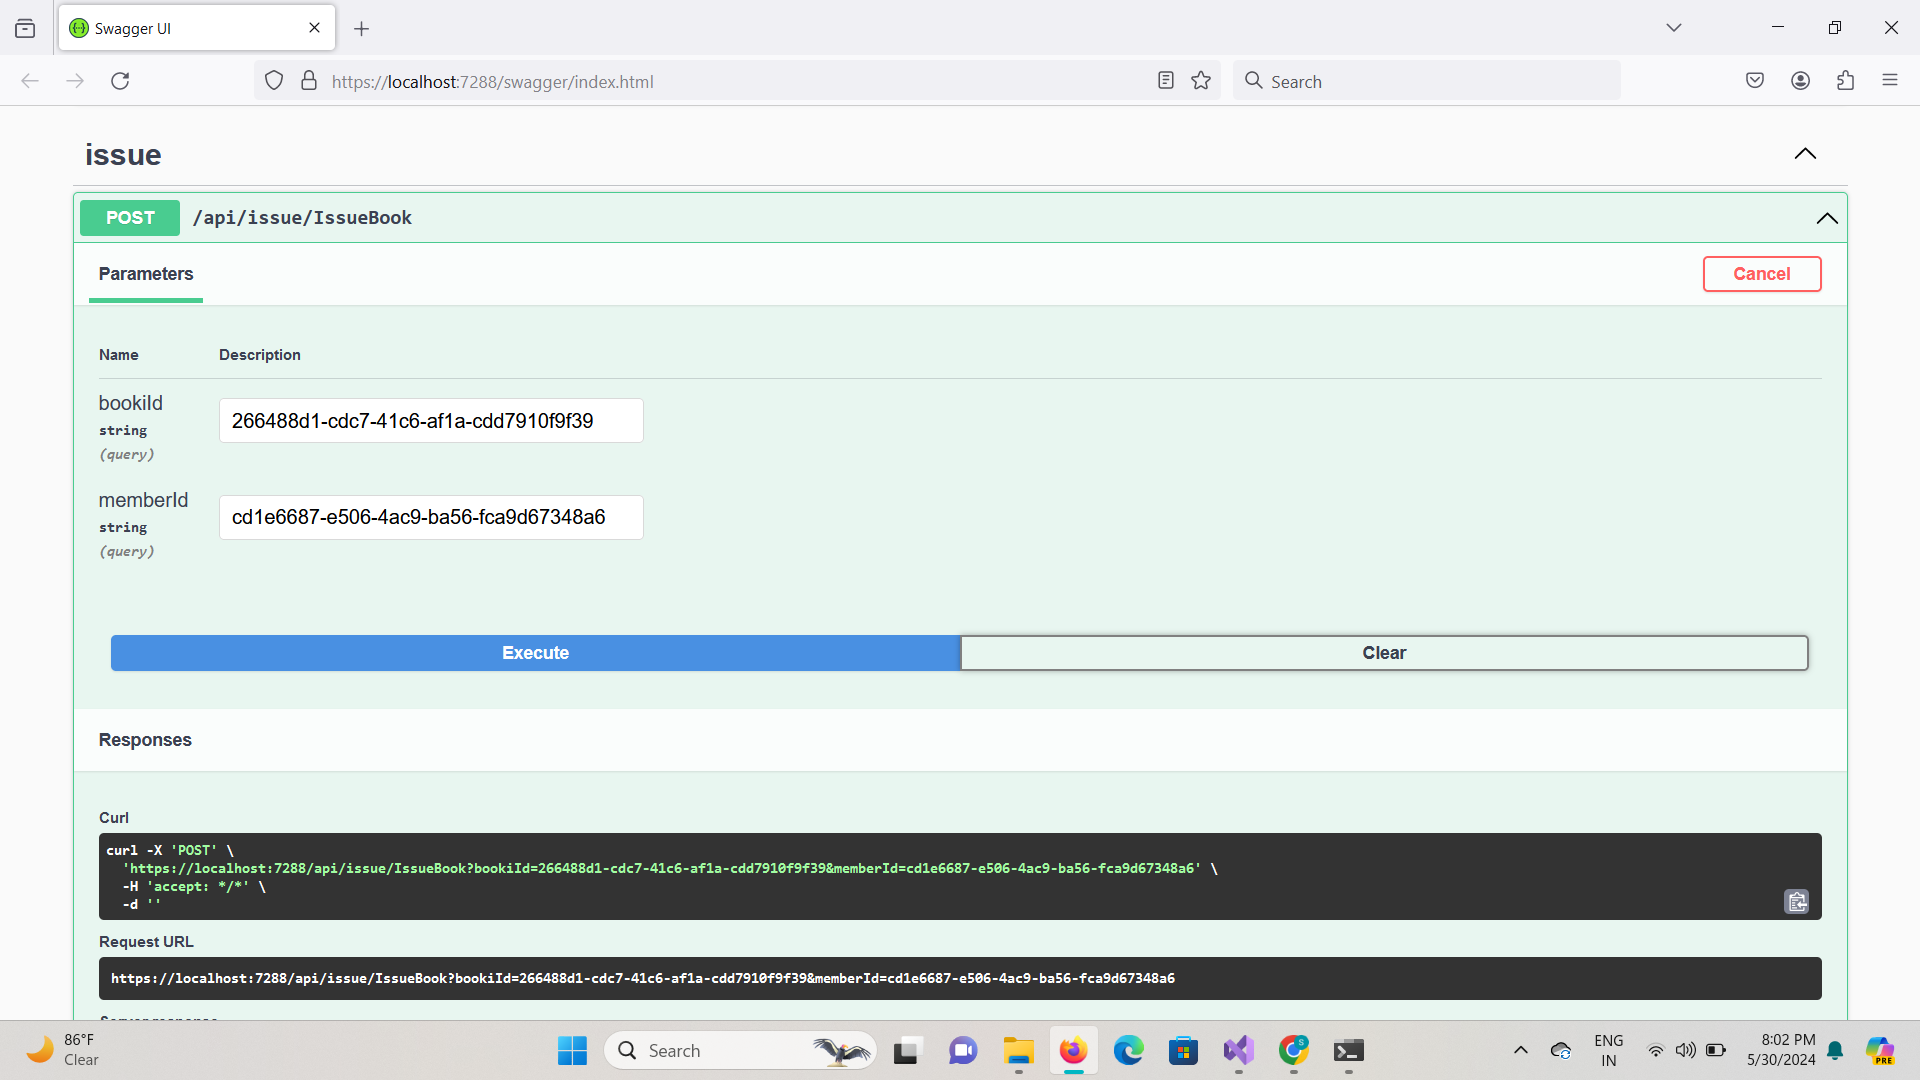 Swagger UI
https://localhost:7288/swagger/index.html
Search
issue
POST /api/issue/IssueBook
Parameters
Cancel
Name Description
bookiId
string
(query)
266488d1-cdc7-41c6-af1a-cdd7910f9f39
memberId
string
(query)
cd1e6687-e506-4ac9-ba56-fca9d67348a6
Execute
Clear
Responses
Curl
curl -X 'POST' \
'https://localhost:7288/api/issue/IssueBook?bookiId=266488d1-cdc7-41c6-af1a-cdd7910f9f39&memberId=cd1e6687-e506-4ac9-ba56-fca9d67348a6' \
-H 'accept: */*' \
-d ''
Request URL
https://localhost:7288/api/issue/IssueBook?bookiId=266488d1-cdc7-41c6-af1a-cdd7910f9f39&memberId=cd1e6687-e506-4ac9-ba56-fca9d67348a6
Server response
86°F
Clear
Search
S
ENG
IN
8:02 PM
5/30/2024
PRE